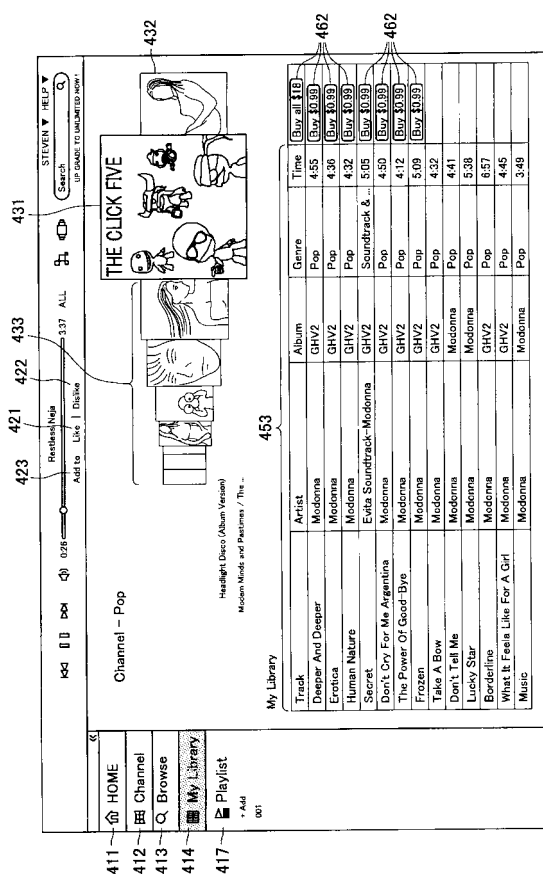 STEVEN ▼ HELP ▼
0:26
Restless|Neja
3:37
ALL
Search
Add to Like | Dislike
UP GRADE TO UNLIMITED NOW!
423
421
422
433
431
432
«
HOME
Channel
Browse
My Library
Playlist
+ Add
001
411
412
413
414
417
Channel – Pop
THE CLICK FIVE
Headlight Disco (Album Version)
Modern Minds and Pastimes / The ..
My Library
453
Track Artist Album Genre Time Buy all $18
Deeper And Deeper Modonna GHV2 Pop 4:55 Buy $0.99
Erotica Modonna GHV2 Pop 4:36 Buy $0.99
Human Nature Modonna GHV2 Pop 4:32 Buy $0.99
Secret Evita Soundtrack-Modonna GHV2 Soundtrack & ... 5:05 Buy $0.99
Don't Cry For Me Argentina Modonna GHV2 Pop 4:50 Buy $0.99
The Power Of Good-Bye Modonna GHV2 Pop 4:12 Buy $0.99
Frozen Modonna GHV2 Pop 5:09 Buy $0.99
Take A Bow Modonna GHV2 Pop 4:32
Don't Tell Me Modonna Modonna Pop 4:41
Lucky Star Modonna Modonna Pop 5:38
Borderline Modonna GHV2 Pop 6:57
What It Feela Like For A Girl Modonna GHV2 Pop 4:45
Music Modonna Modonna Pop 3:49
462
462